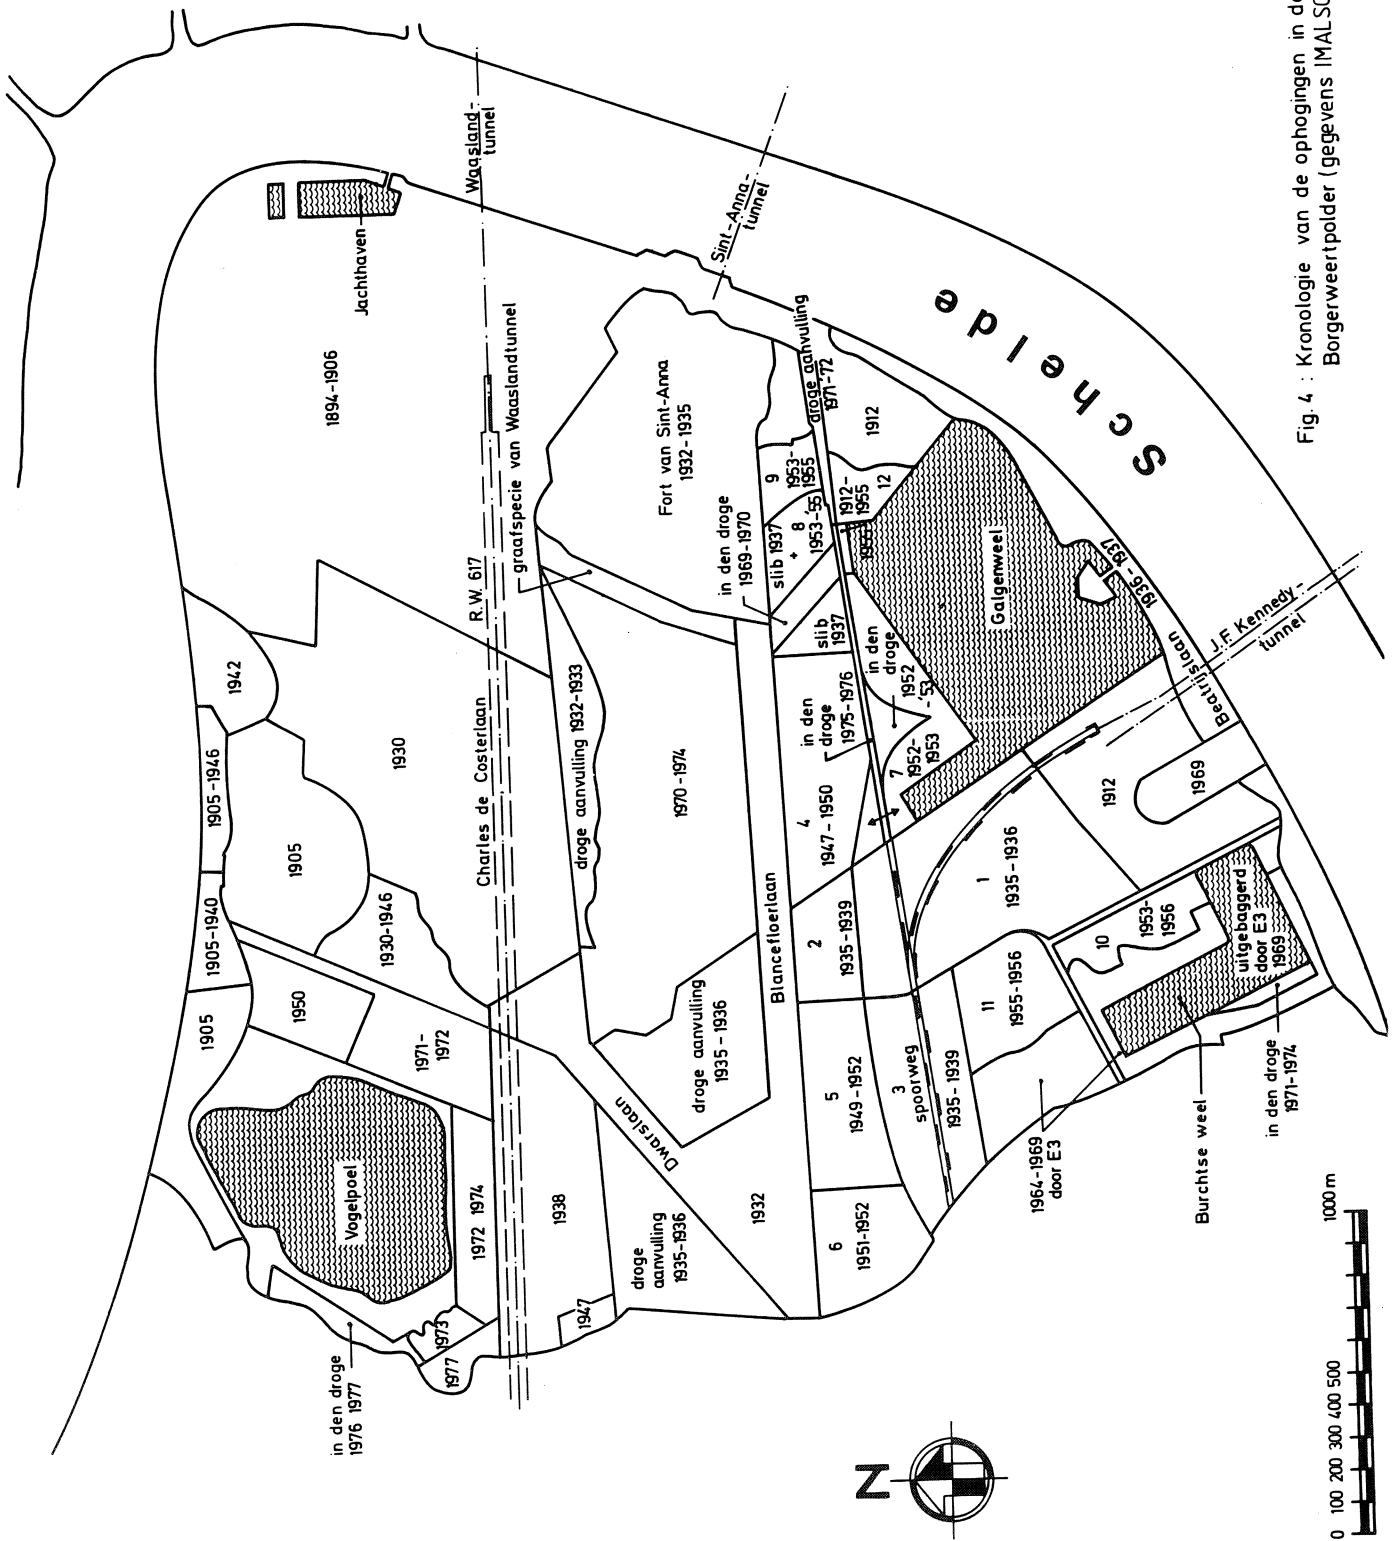 Waasland-
tunnel
Jachthaven
1894-1906
Sint-Anna-
tunnel
Schelde
graafspecie van Waaslandtunnel
Fort van Sint-Anna
1932-1935
droge aanvulling
1971-'72
1912
R.W. 617
1942
1905-1946
1930
Charles de Costerlaan
droge aanvulling 1932-1933
1970-1974
in den droge
1969-1970
9
1953-
1955
slib 1937
+ 8
1953-'55
1912-
1955
12
1953
slib
1937
Galgenweel
1936-1937
J.F. Kennedy-
tunnel
Beatrijslaan
in den
droge
1952
-'53
in den
droge
1975-1976
7
1952-
1953
4
1947-1950
1905
1930-1946
1905-1940
1950
1905
1971-
1972
Blancefloerlaan
2
1935-1939
1
1935-1936
1912
1969
10
1953-
1956
uitgebaggerd
door E3
1969
11
1955-1956
droge aanvulling
1935-1936
Dwarslaan
5
1949-1952
3
spoorweg
1935-1939
1964-1969
door E3
Burchtse weel
in den droge
1971-1974
Vogelpoel
1972 1974
1938
droge
aanvulling
1935-1936
1932
6
1951-1952
1947
1973
1977
in den droge
1976 1977
N
0 100 200 300 400 500 1000 m
Fig. 4 : Kronologie van de ophogingen in de
Borgerweertpolder (gegevens IMALSO